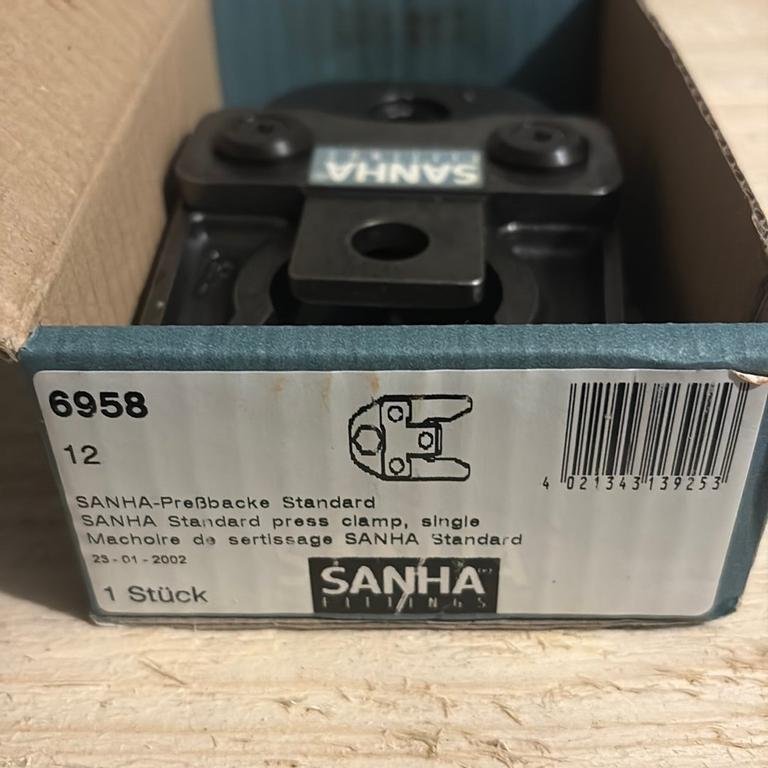 SANHA
6958
12
SANHA-Preßbacke Standard
SANHA Standard press clamp, single
Machoire de sertissage SANHA Standard
23-01-2002
1 Stück
SANHA
FITTINGS
4 021343 139253